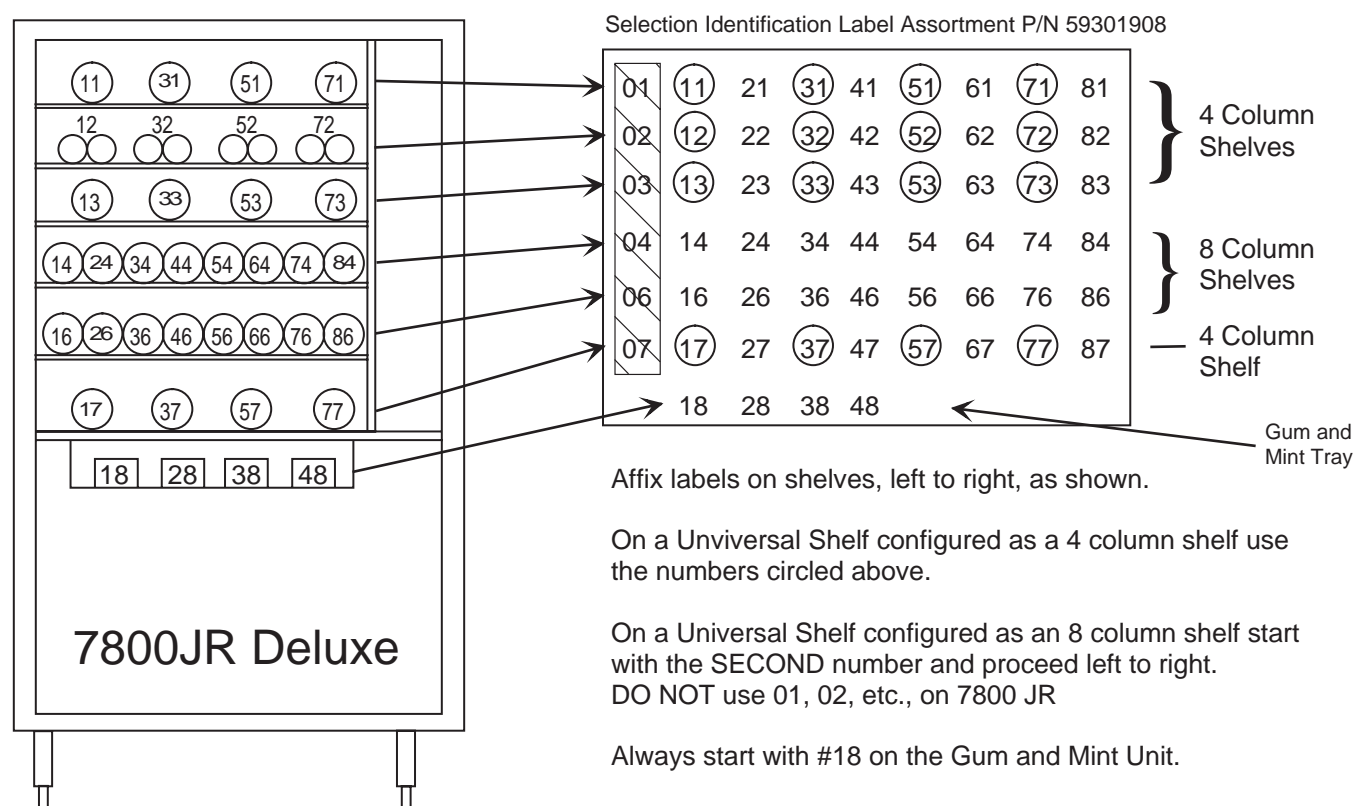 Selection Identification Label Assortment P/N 59301908
11 31 51 71
12 32 52 72
13 33 53 73
14 24 34 44 54 64 74 84
16 26 36 46 56 66 76 86
17 37 57 77
18 28 38 48
7800JR Deluxe
01 11 21 31 41 51 61 71 81
02 12 22 32 42 52 62 72 82
03 13 23 33 43 53 63 73 83
04 14 24 34 44 54 64 74 84
06 16 26 36 46 56 66 76 86
07 17 27 37 47 57 67 77 87
18 28 38 48
4 Column
Shelves
8 Column
Shelves
4 Column
Shelf
Gum and
Mint Tray
Affix labels on shelves, left to right, as shown.
On a Unviversal Shelf configured as a 4 column shelf use
the numbers circled above.
On a Universal Shelf configured as an 8 column shelf start
with the SECOND number and proceed left to right.
DO NOT use 01, 02, etc., on 7800 JR
Always start with #18 on the Gum and Mint Unit.